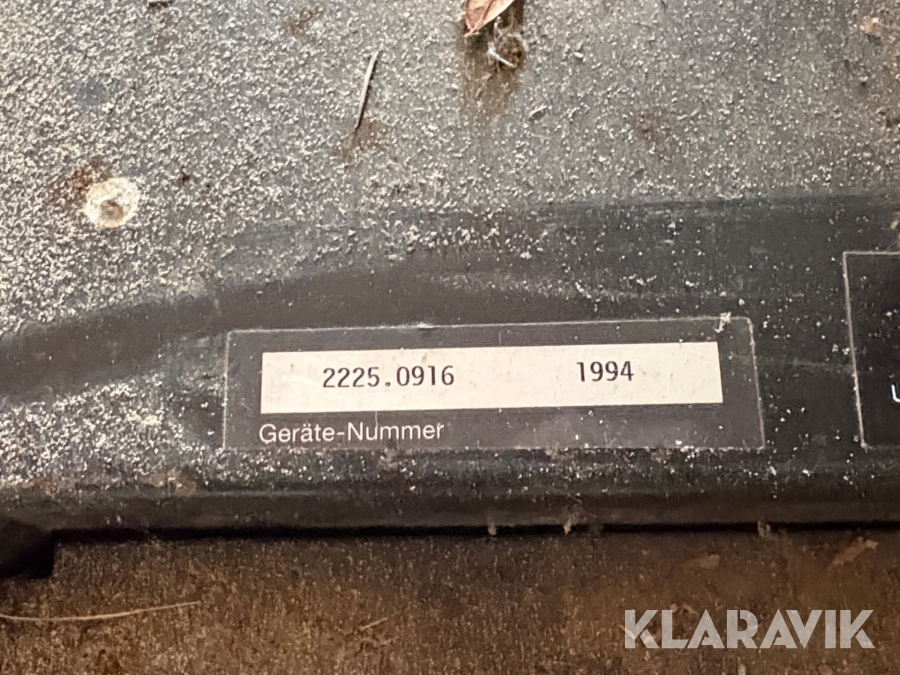 2225.0916 1994
Geräte-Nummer
KLARAVIK